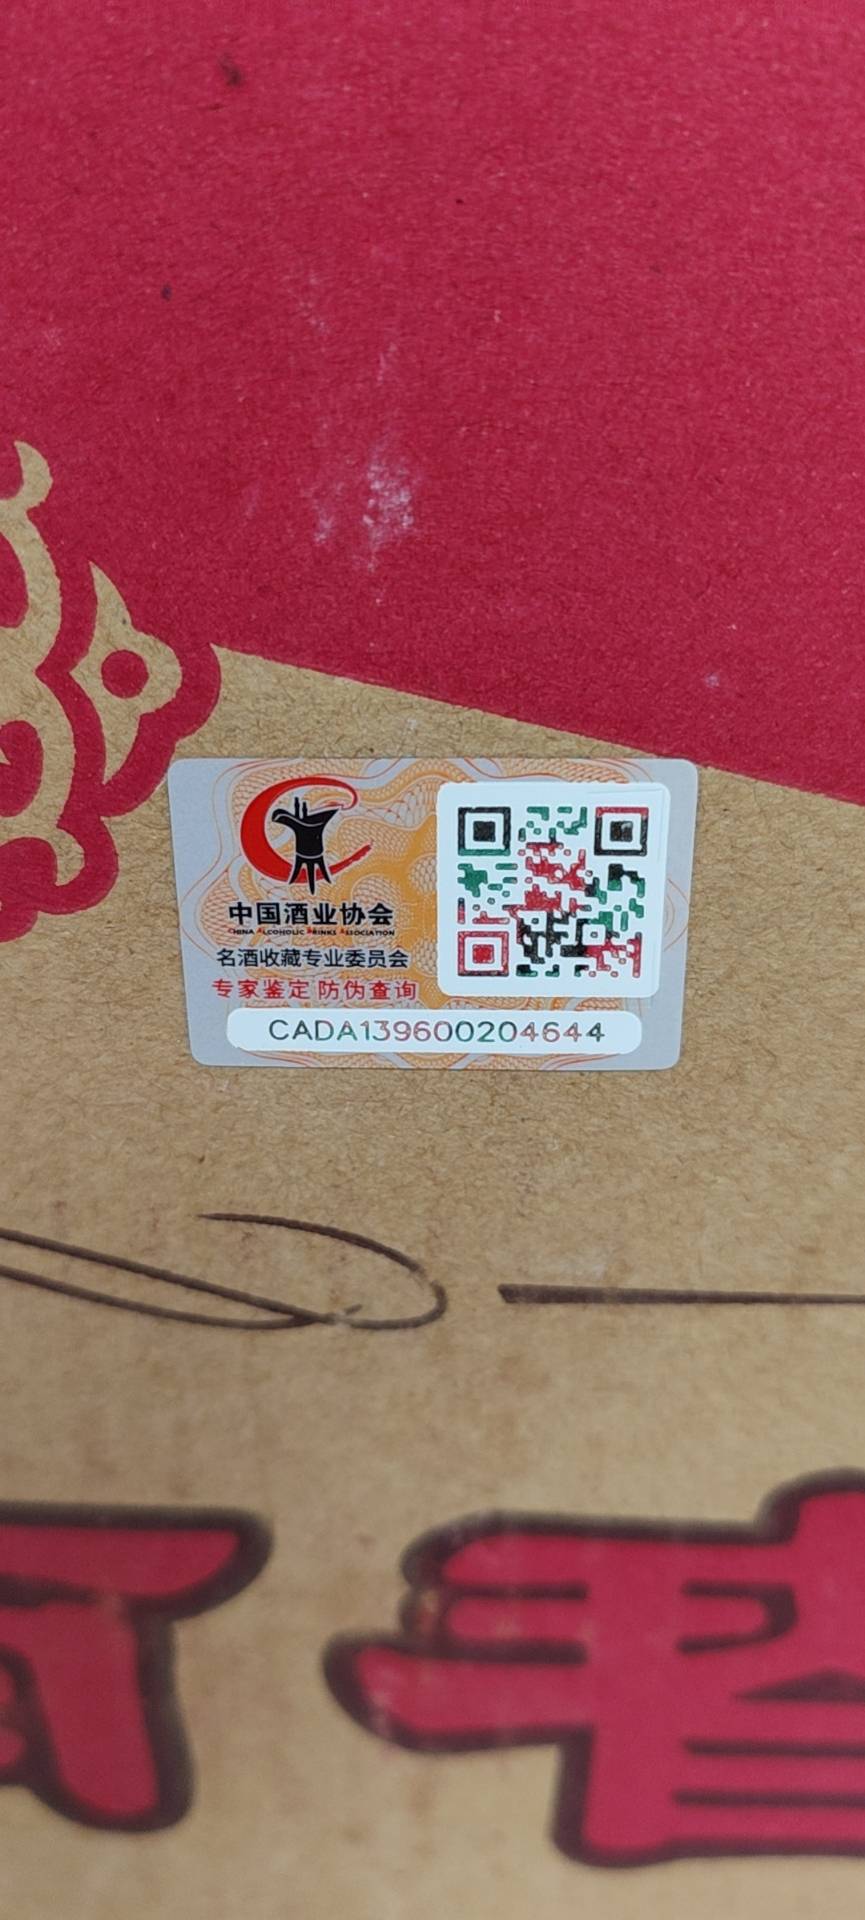 中国酒业协会
CHINA ALCOHOLIC DRINKS ASSOCIATION
名酒收藏专业委员会
专家鉴定 防伪查询
CADA139600204644